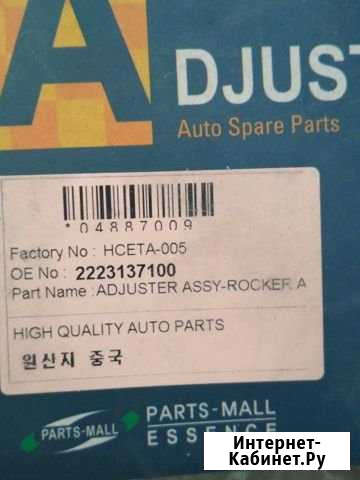 A DJUST
Auto Spare Parts
*04887009
Factory No : HCETA-005
OE No : 2223137100
Part Name :ADJUSTER ASSY-ROCKER A
HIGH QUALITY AUTO PARTS
원산지 중국
PARTS-MALL
PARTS-MALL
ESSENCE
Интернет-
Кабинет.Ру